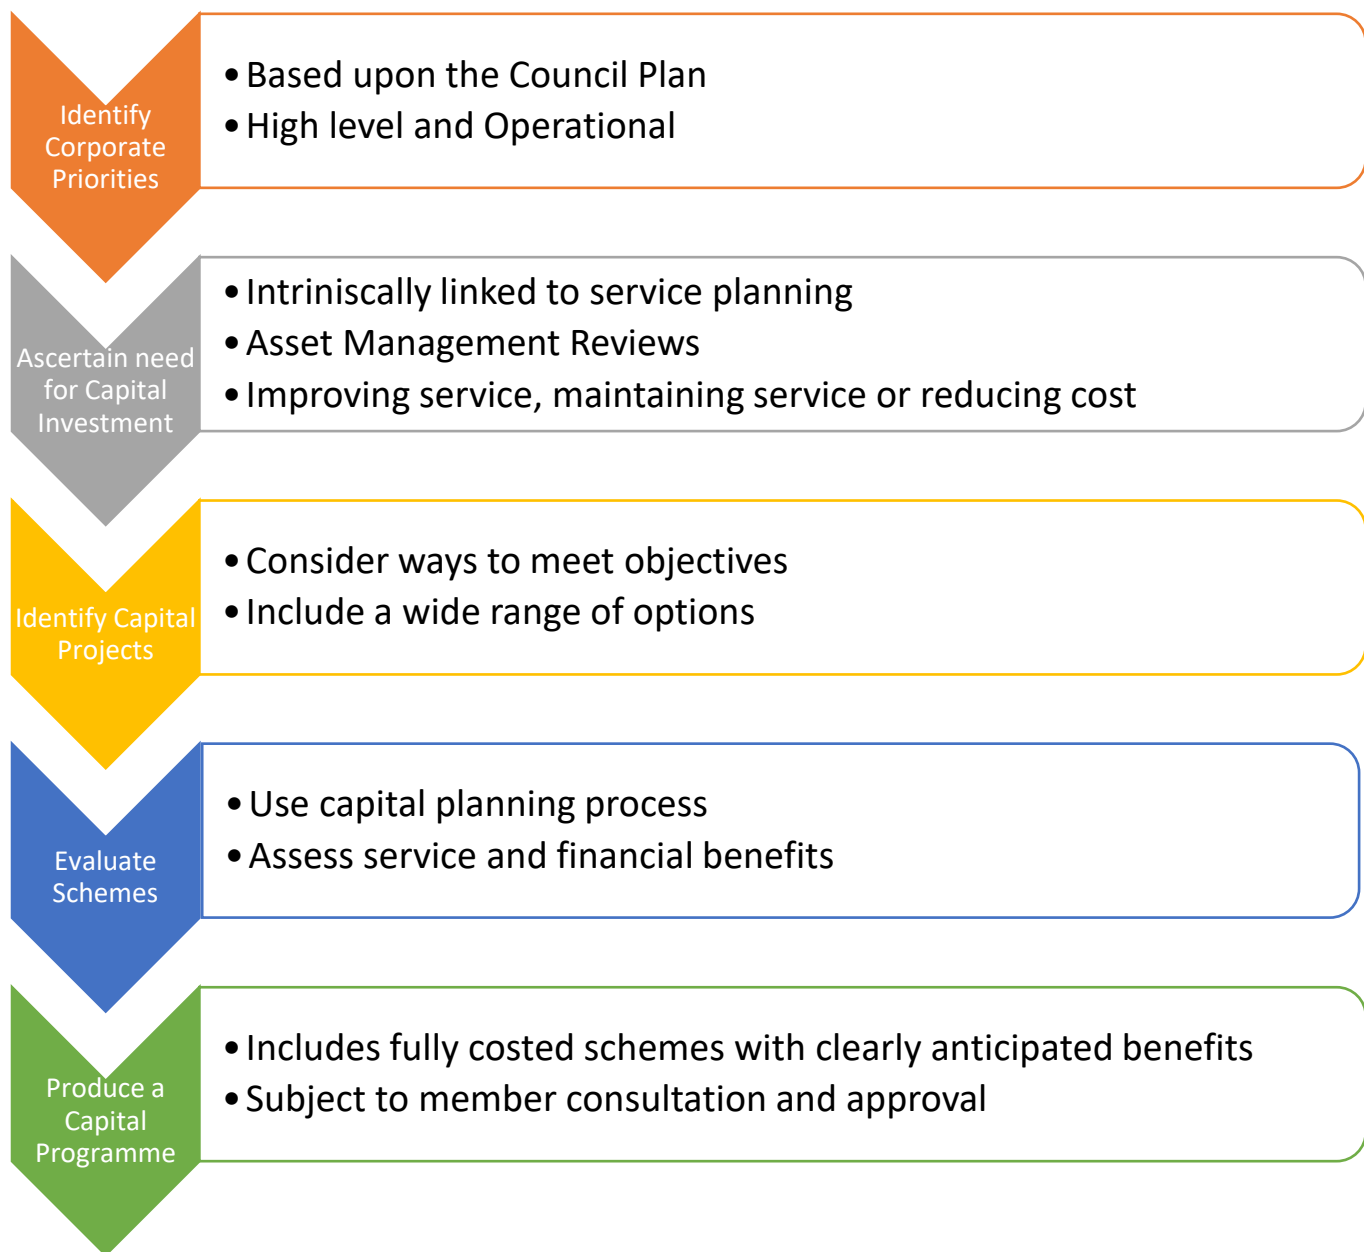 Identify
Corporate
Priorities
•Based upon the Council Plan
•High level and Operational
Ascertain need
for Capital
Investment
•Intriniscally linked to service planning
•Asset Management Reviews
•Improving service, maintaining service or reducing cost
Identify Capital
Projects
•Consider ways to meet objectives
•Include a wide range of options
Evaluate
Schemes
•Use capital planning process
•Assess service and financial benefits
Produce a
Capital
Programme
•Includes fully costed schemes with clearly anticipated benefits
•Subject to member consultation and approval